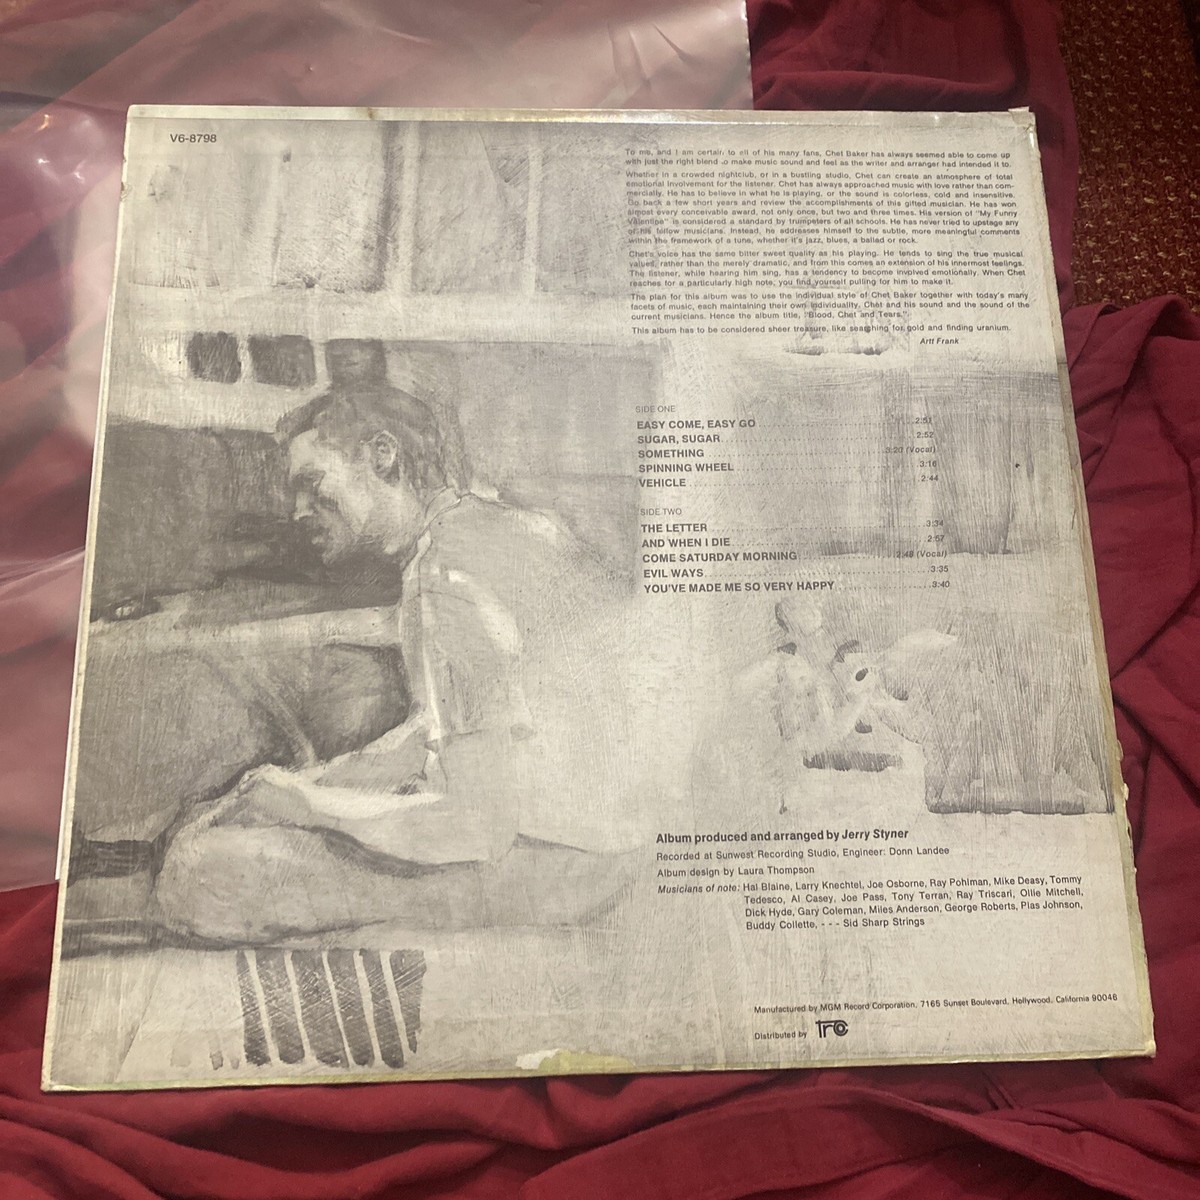 V6-8798
To me, and I am certain, to all of his many fans, Chet Baker has always seemed able to come up
with just the right blend to make music sound and feel as the writer and arranger had intended it to.
Whether in a crowded nightclub, or in a bustling studio, Chet can create an atmosphere of total
emotional involvement for the listener. Chet has always approached music with love rather than com-
mercially. He has to believe in what he is playing, or the sound is colorless, cold and insensitive.
Go back a few short years and review the accomplishments of this gifted musician. He has won
almost every conceivable award, not only once, but two and three times. His version of "My Funny
Valentine" is considered a standard by trumpeters of all schools. He has never tried to upstage any
of his fellow musicians. Instead, he addresses himself to the subtle, more meaningful comments
within the framework of a tune, whether it's jazz, blues, a ballad or rock.
Chet's voice has the same bitter sweet quality as his playing. He tends to sing the true musical
values, rather than the merely dramatic, and from this comes an extension of his innermost feelings.
The listener, while hearing him sing, has a tendency to become involved emotionally. When Chet
reaches for a particularly high note, you find yourself pulling for him to make it.
The plan for this album was to use the individual style of Chet Baker together with today's many
facets of music, each maintaining their own individuality, Chet and his sound and the sound of the
current musicians. Hence the album title, "Blood, Chet and Tears."
This album has to be considered sheer treasure, like searching for gold and finding uranium.
Artt Frank
SIDE ONE
EASY COME, EASY GO 2:51
SUGAR, SUGAR 2:52
SOMETHING 3:20 (Vocal)
SPINNING WHEEL 3:16
VEHICLE 2:44
SIDE TWO
THE LETTER 3:34
AND WHEN I DIE 2:57
COME SATURDAY MORNING 2:48 (Vocal)
EVIL WAYS 3:35
YOU'VE MADE ME SO VERY HAPPY 3:40
Album produced and arranged by Jerry Styner
Recorded at Sunwest Recording Studio, Engineer: Donn Landee
Album design by Laura Thompson
Musicians of note: Hal Blaine, Larry Knechtel, Joe Osborne, Ray Pohlman, Mike Deasy, Tommy
Tedesco, Al Casey, Joe Pass, Tony Terran, Ray Triscari, Ollie Mitchell,
Dick Hyde, Gary Coleman, Miles Anderson, George Roberts, Plas Johnson,
Buddy Collette, - - - Sid Sharp Strings
Manufactured by MGM Record Corporation, 7165 Sunset Boulevard, Hollywood, California 90046
Distributed by TRC